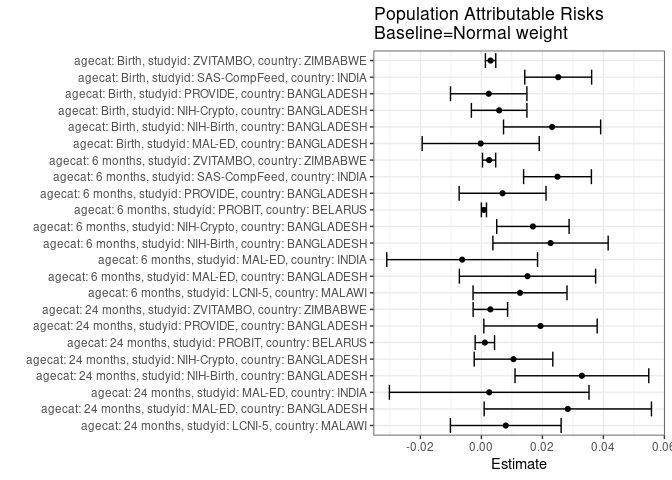 Population Attributable Risks
Baseline=Normal weight
agecat: Birth, studyid: ZVITAMBO, country: ZIMBABWE
agecat: Birth, studyid: SAS-CompFeed, country: INDIA
agecat: Birth, studyid: PROVIDE, country: BANGLADESH
agecat: Birth, studyid: NIH-Crypto, country: BANGLADESH
agecat: Birth, studyid: NIH-Birth, country: BANGLADESH
agecat: Birth, studyid: MAL-ED, country: BANGLADESH
agecat: 6 months, studyid: ZVITAMBO, country: ZIMBABWE
agecat: 6 months, studyid: SAS-CompFeed, country: INDIA
agecat: 6 months, studyid: PROVIDE, country: BANGLADESH
agecat: 6 months, studyid: PROBIT, country: BELARUS
agecat: 6 months, studyid: NIH-Crypto, country: BANGLADESH
agecat: 6 months, studyid: NIH-Birth, country: BANGLADESH
agecat: 6 months, studyid: MAL-ED, country: INDIA
agecat: 6 months, studyid: MAL-ED, country: BANGLADESH
agecat: 6 months, studyid: LCNI-5, country: MALAWI
agecat: 24 months, studyid: ZVITAMBO, country: ZIMBABWE
agecat: 24 months, studyid: PROVIDE, country: BANGLADESH
agecat: 24 months, studyid: PROBIT, country: BELARUS
agecat: 24 months, studyid: NIH-Crypto, country: BANGLADESH
agecat: 24 months, studyid: NIH-Birth, country: BANGLADESH
agecat: 24 months, studyid: MAL-ED, country: INDIA
agecat: 24 months, studyid: MAL-ED, country: BANGLADESH
agecat: 24 months, studyid: LCNI-5, country: MALAWI
-0.02 0.00 0.02 0.04 0.06
Estimate